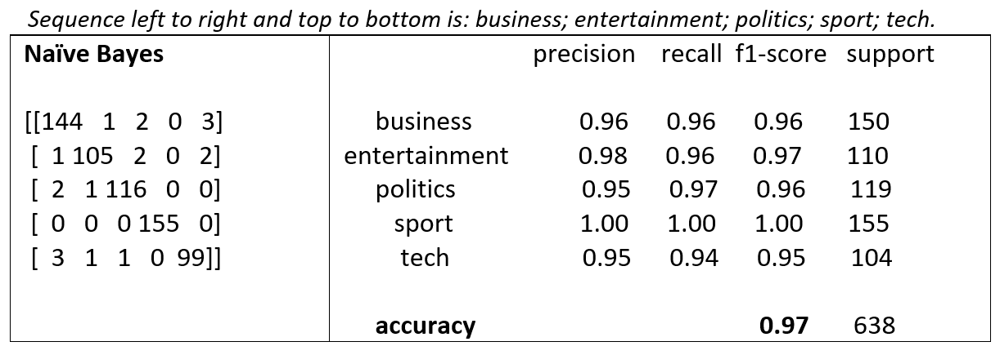 Sequence left to right and top to bottom is: business; entertainment; politics; sport; tech.
Naïve Bayes precision recall f1-score support
[[144 1 2 0 3] business 0.96 0.96 0.96 150
[ 1 105 2 0 2] entertainment 0.98 0.96 0.97 110
[ 2 1 116 0 0] politics 0.95 0.97 0.96 119
[ 0 0 0 155 0] sport 1.00 1.00 1.00 155
[ 3 1 1 0 99]] tech 0.95 0.94 0.95 104
accuracy 0.97 638